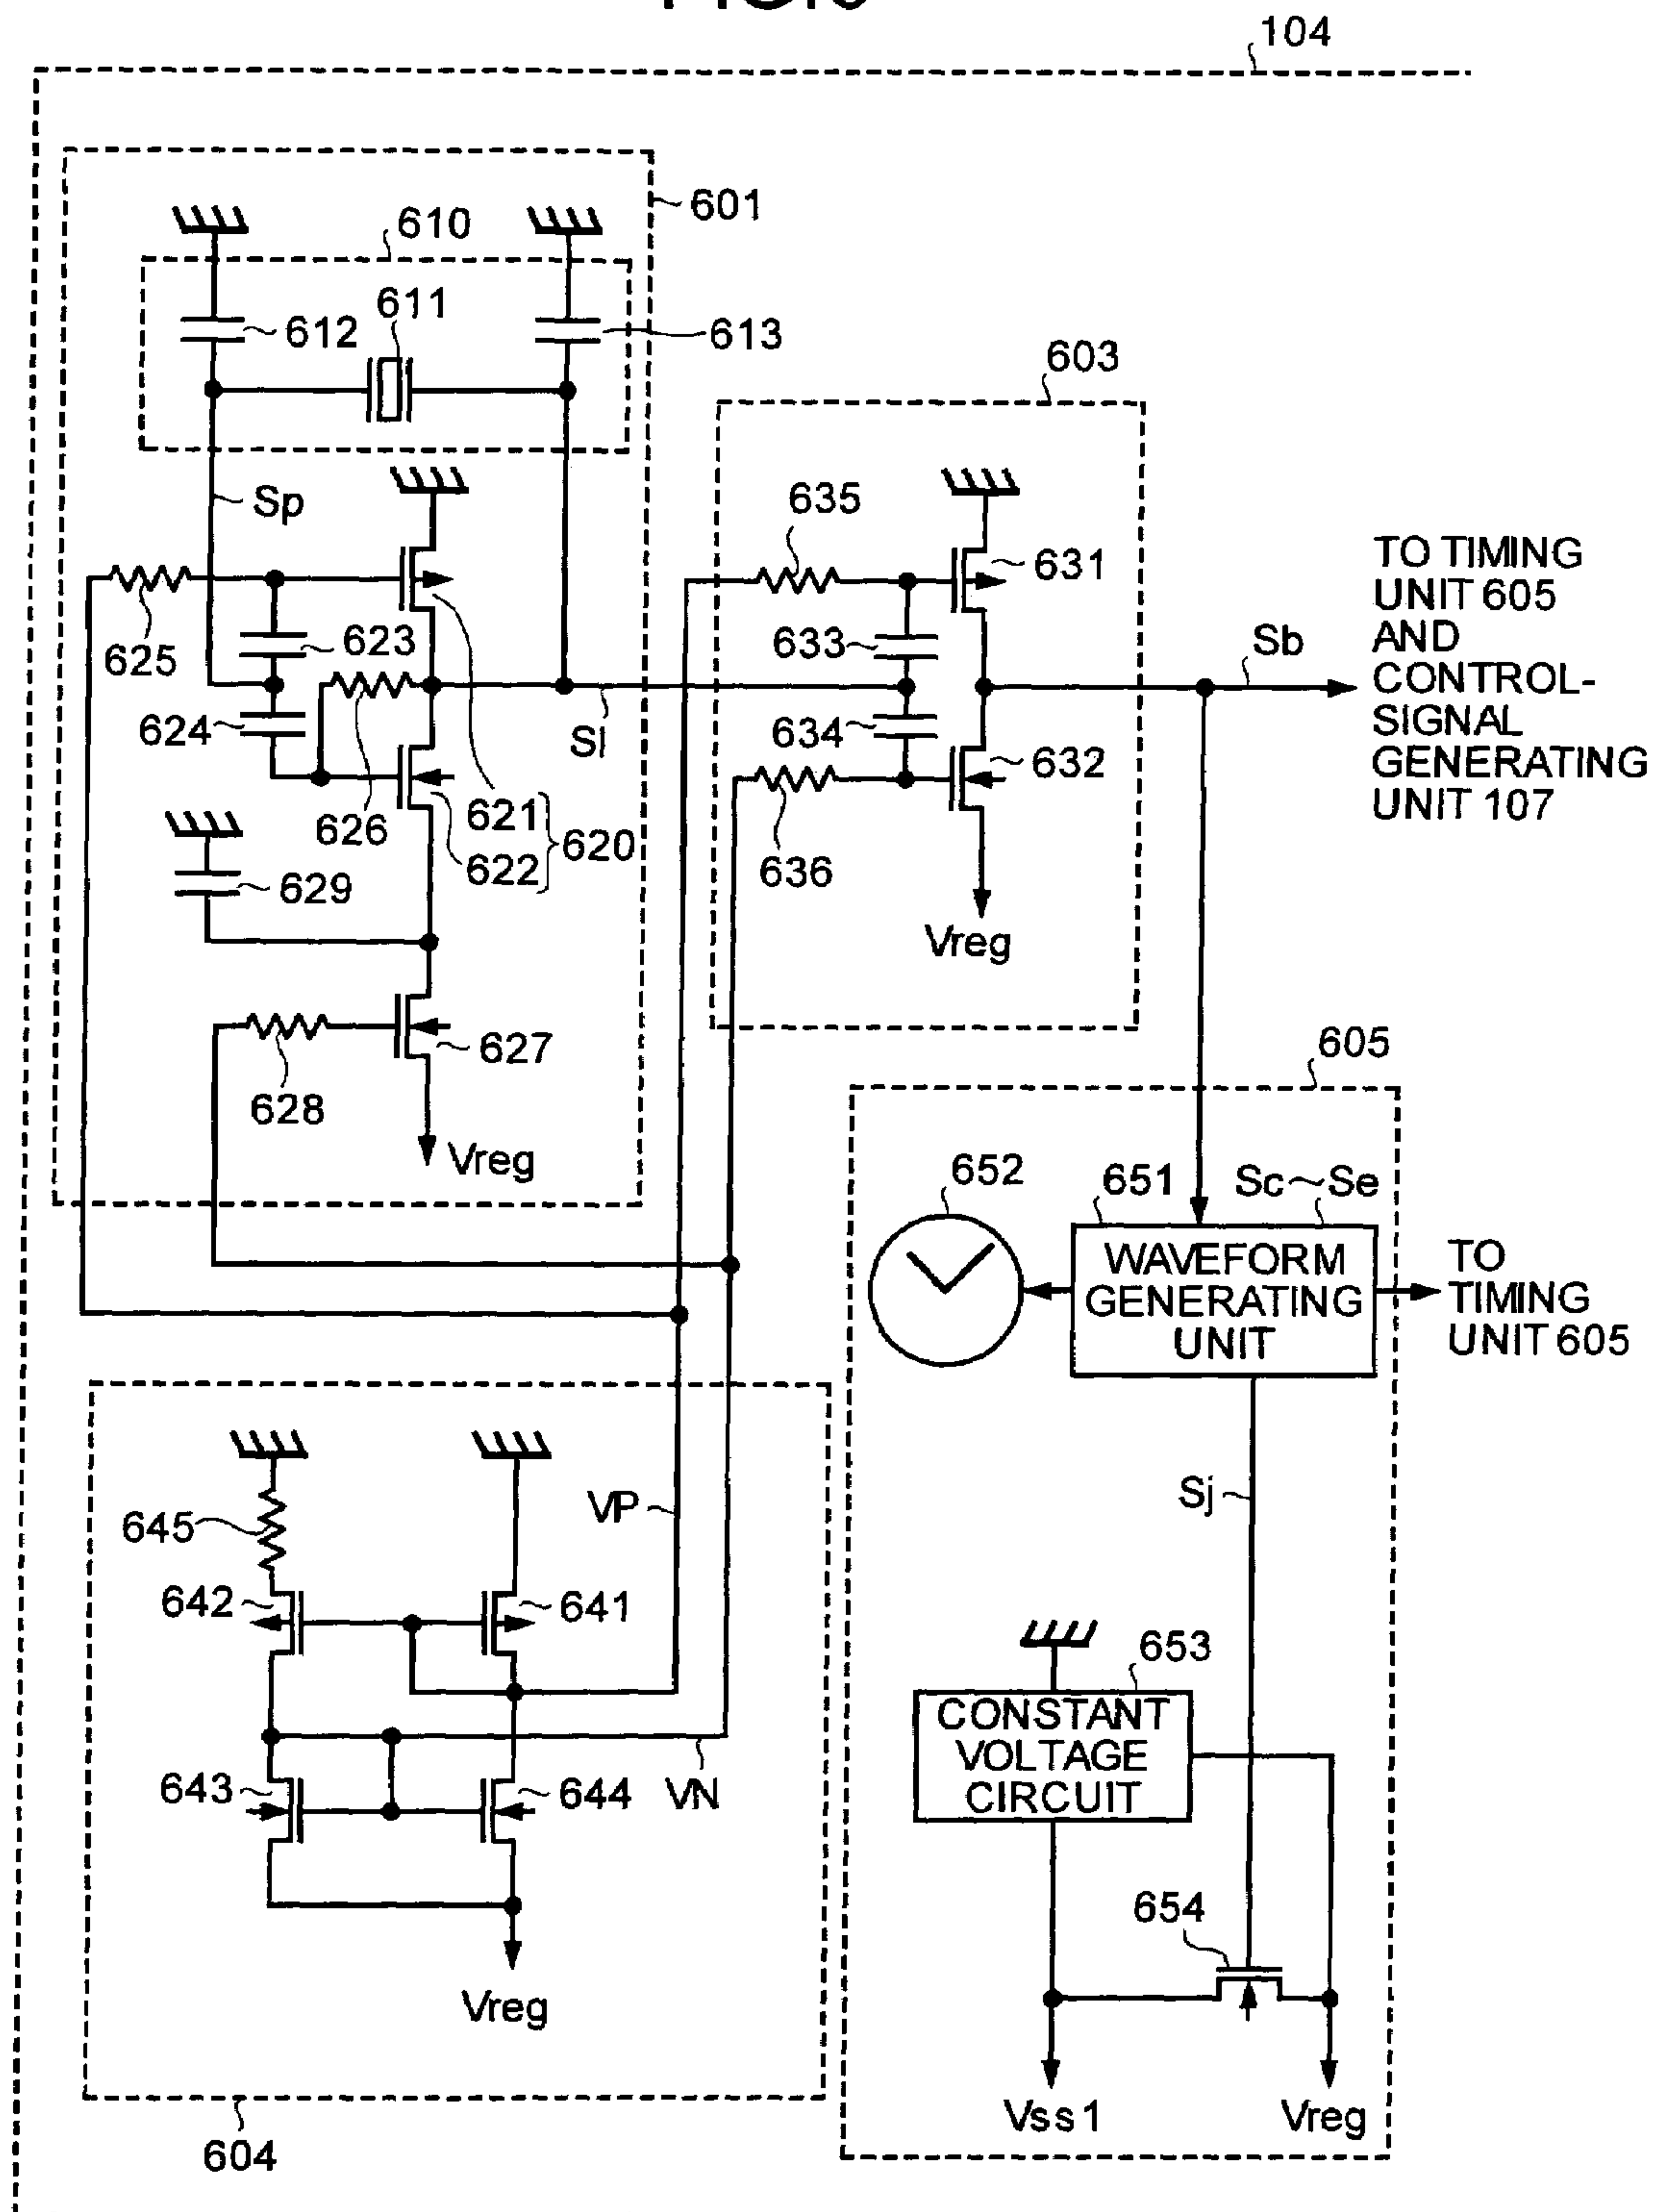 104
601
610
611
612
613
603
Sp
635
631
TO TIMING
UNIT 605
AND
CONTROL-
SIGNAL
GENERATING
UNIT 107
625
623
633
Sb
624
634
Sl
632
626
621
622
620
636
629
Vreg
627
628
Vreg
605
652
651
Sc~Se
WAVEFORM
GENERATING
UNIT
TO
TIMING
UNIT 605
VP
Sj
645
642
641
653
CONSTANT
VOLTAGE
CIRCUIT
643
644
VN
654
Vreg
Vss1
Vreg
604